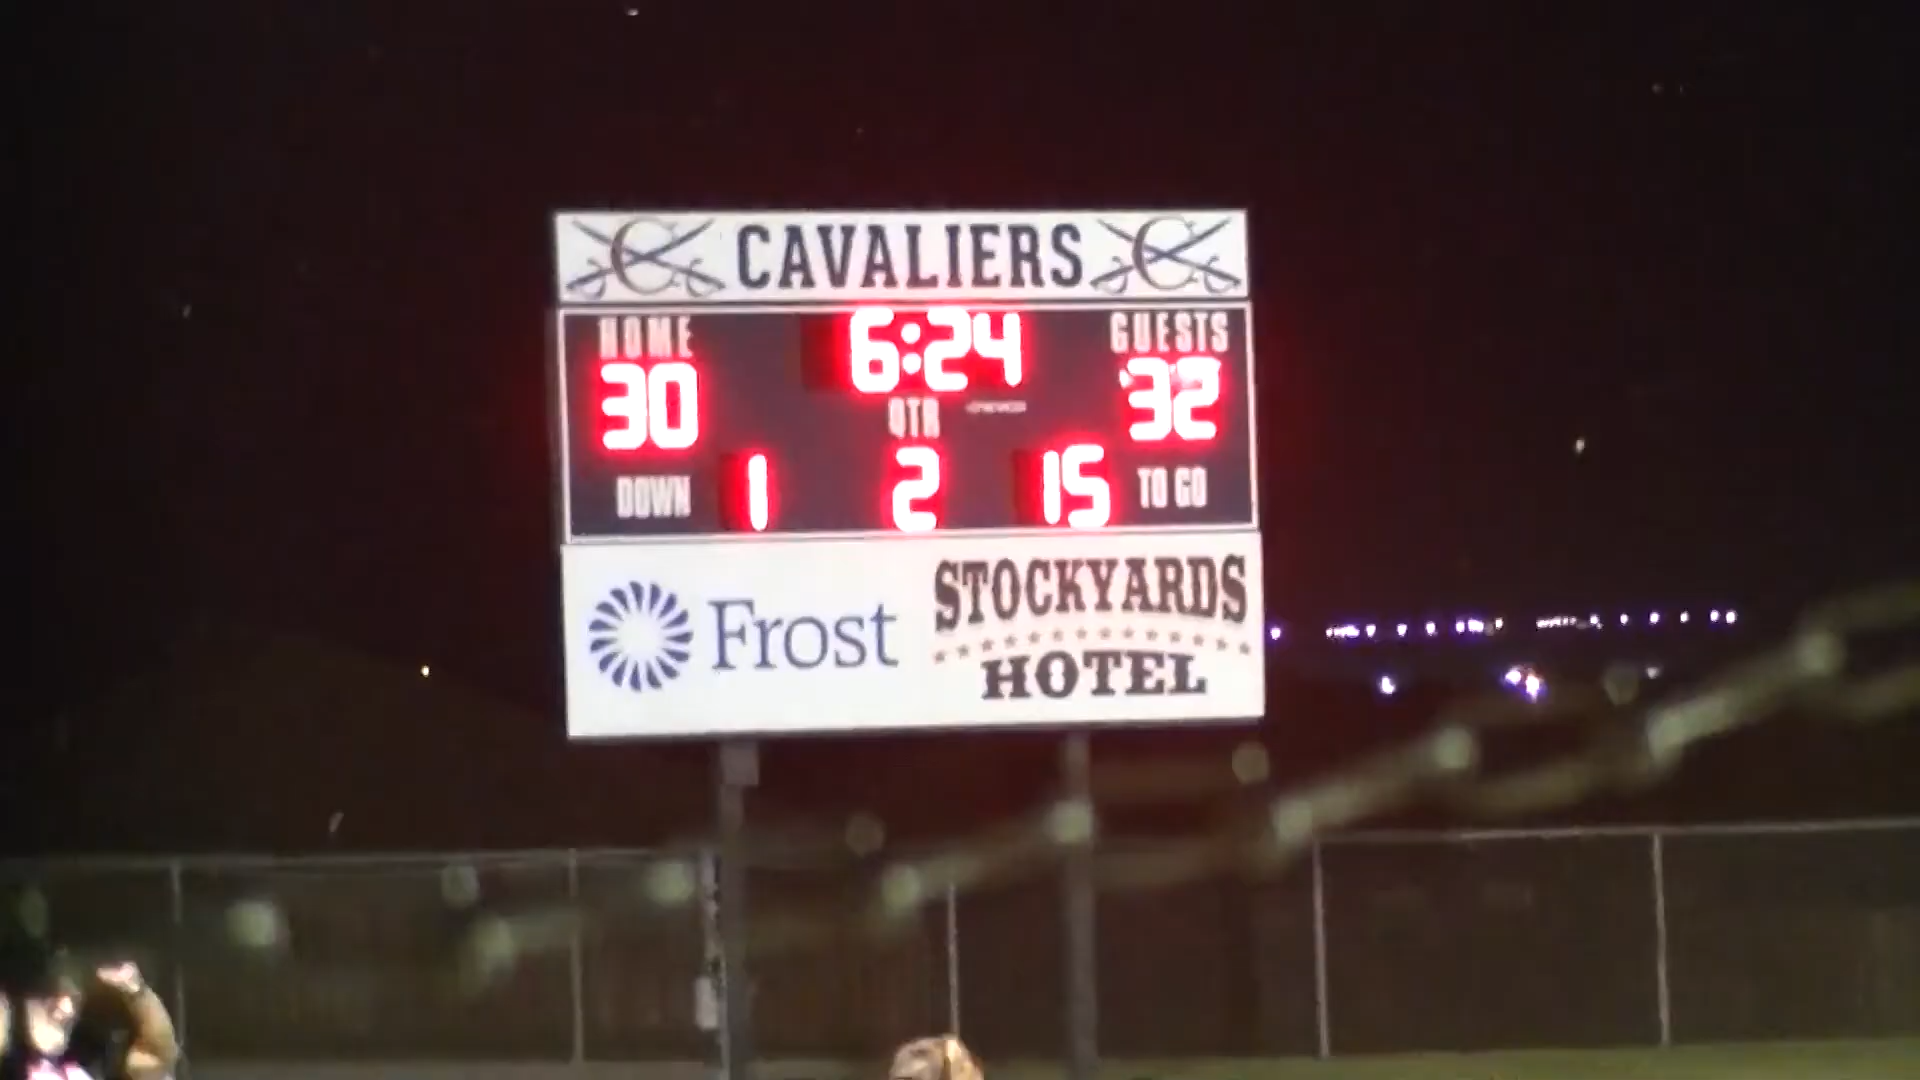 CAVALIERS
HOME 6:24 GUESTS
30 32
QTR
DOWN 1 2 15 TO GO
Frost
STOCKYARDS
HOTEL